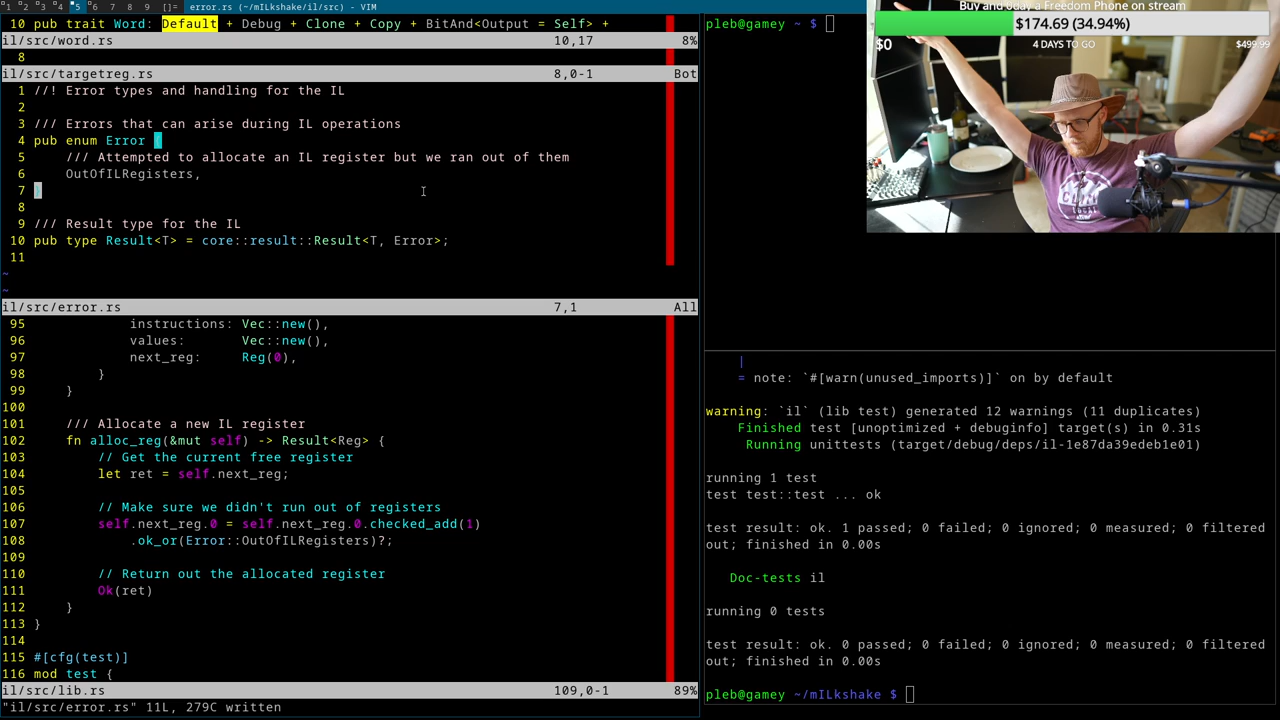 1 2 3 4 5 6 7 8 9 []= error.rs (~/mILkshake/il/src) - VIM
10 pub trait Word: Default + Debug + Clone + Copy + BitAnd<Output = Self> +
il/src/word.rs 10,17 8%
8
il/src/targetreg.rs 8,0-1 Bot
1 //! Error types and handling for the IL
2
3 /// Errors that can arise during IL operations
4 pub enum Error {
5 /// Attempted to allocate an IL register but we ran out of them
6 OutOfILRegisters,
7 }
8
9 /// Result type for the IL
10 pub type Result<T> = core::result::Result<T, Error>;
11
~
~
il/src/error.rs 7,1 All
95 instructions: Vec::new(),
96 values: Vec::new(),
97 next_reg: Reg(0),
98 }
99 }
100
101 /// Allocate a new IL register
102 fn alloc_reg(&mut self) -> Result<Reg> {
103 // Get the current free register
104 let ret = self.next_reg;
105
106 // Make sure we didn't run out of registers
107 self.next_reg.0 = self.next_reg.0.checked_add(1)
108 .ok_or(Error::OutOfILRegisters)?;
109
110 // Return out the allocated register
111 Ok(ret)
112 }
113 }
114
115 #[cfg(test)]
116 mod test {
il/src/lib.rs 109,0-1 89%
"il/src/error.rs" 11L, 279C written
pleb@gamey ~ $
Buy and 0day a Freedom Phone on stream
$174.69 (34.94%)
$0 4 DAYS TO GO $499.99
|
= note: `#[warn(unused_imports)]` on by default
warning: `il` (lib test) generated 12 warnings (11 duplicates)
Finished test [unoptimized + debuginfo] target(s) in 0.31s
Running unittests (target/debug/deps/il-1e87da39edeb1e01)
running 1 test
test test::test ... ok
test result: ok. 1 passed; 0 failed; 0 ignored; 0 measured; 0 filtered
out; finished in 0.00s
Doc-tests il
running 0 tests
test result: ok. 0 passed; 0 failed; 0 ignored; 0 measured; 0 filtered
out; finished in 0.00s
pleb@gamey ~/mILkshake $